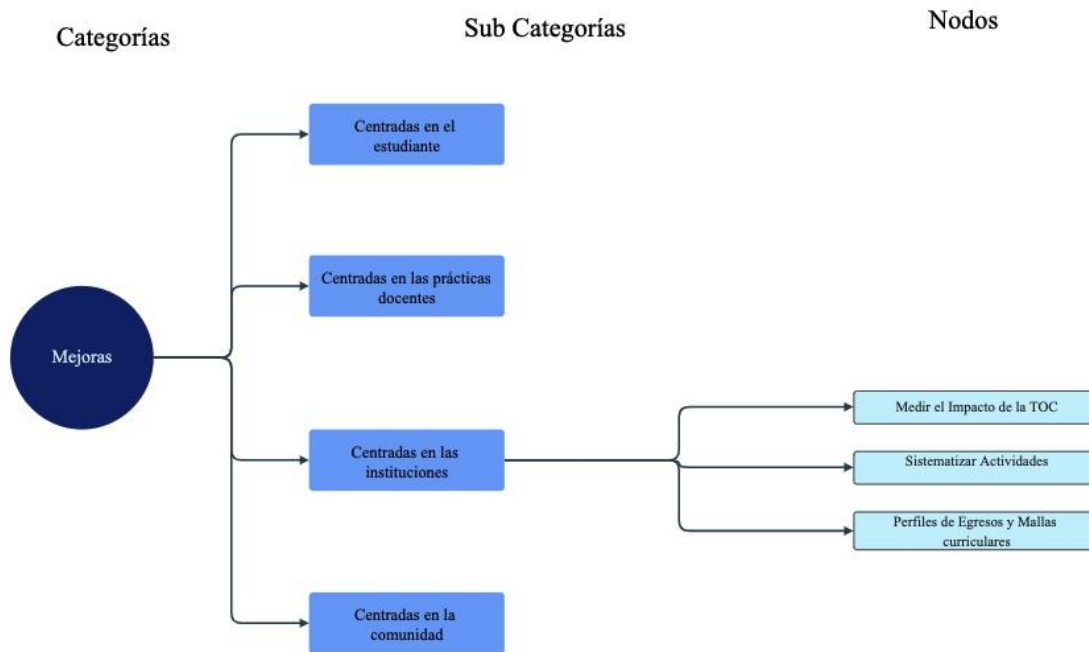 Categorías
Sub Categorías
Nodos
Centradas en el
estudiante
Centradas en las prácticas
docentes
Mejoras
Centradas en las
instituciones
Medir el Impacto de la TOC
Sistematizar Actividades
Perfiles de Egresos y Mallas
curriculares
Centradas en la
comunidad